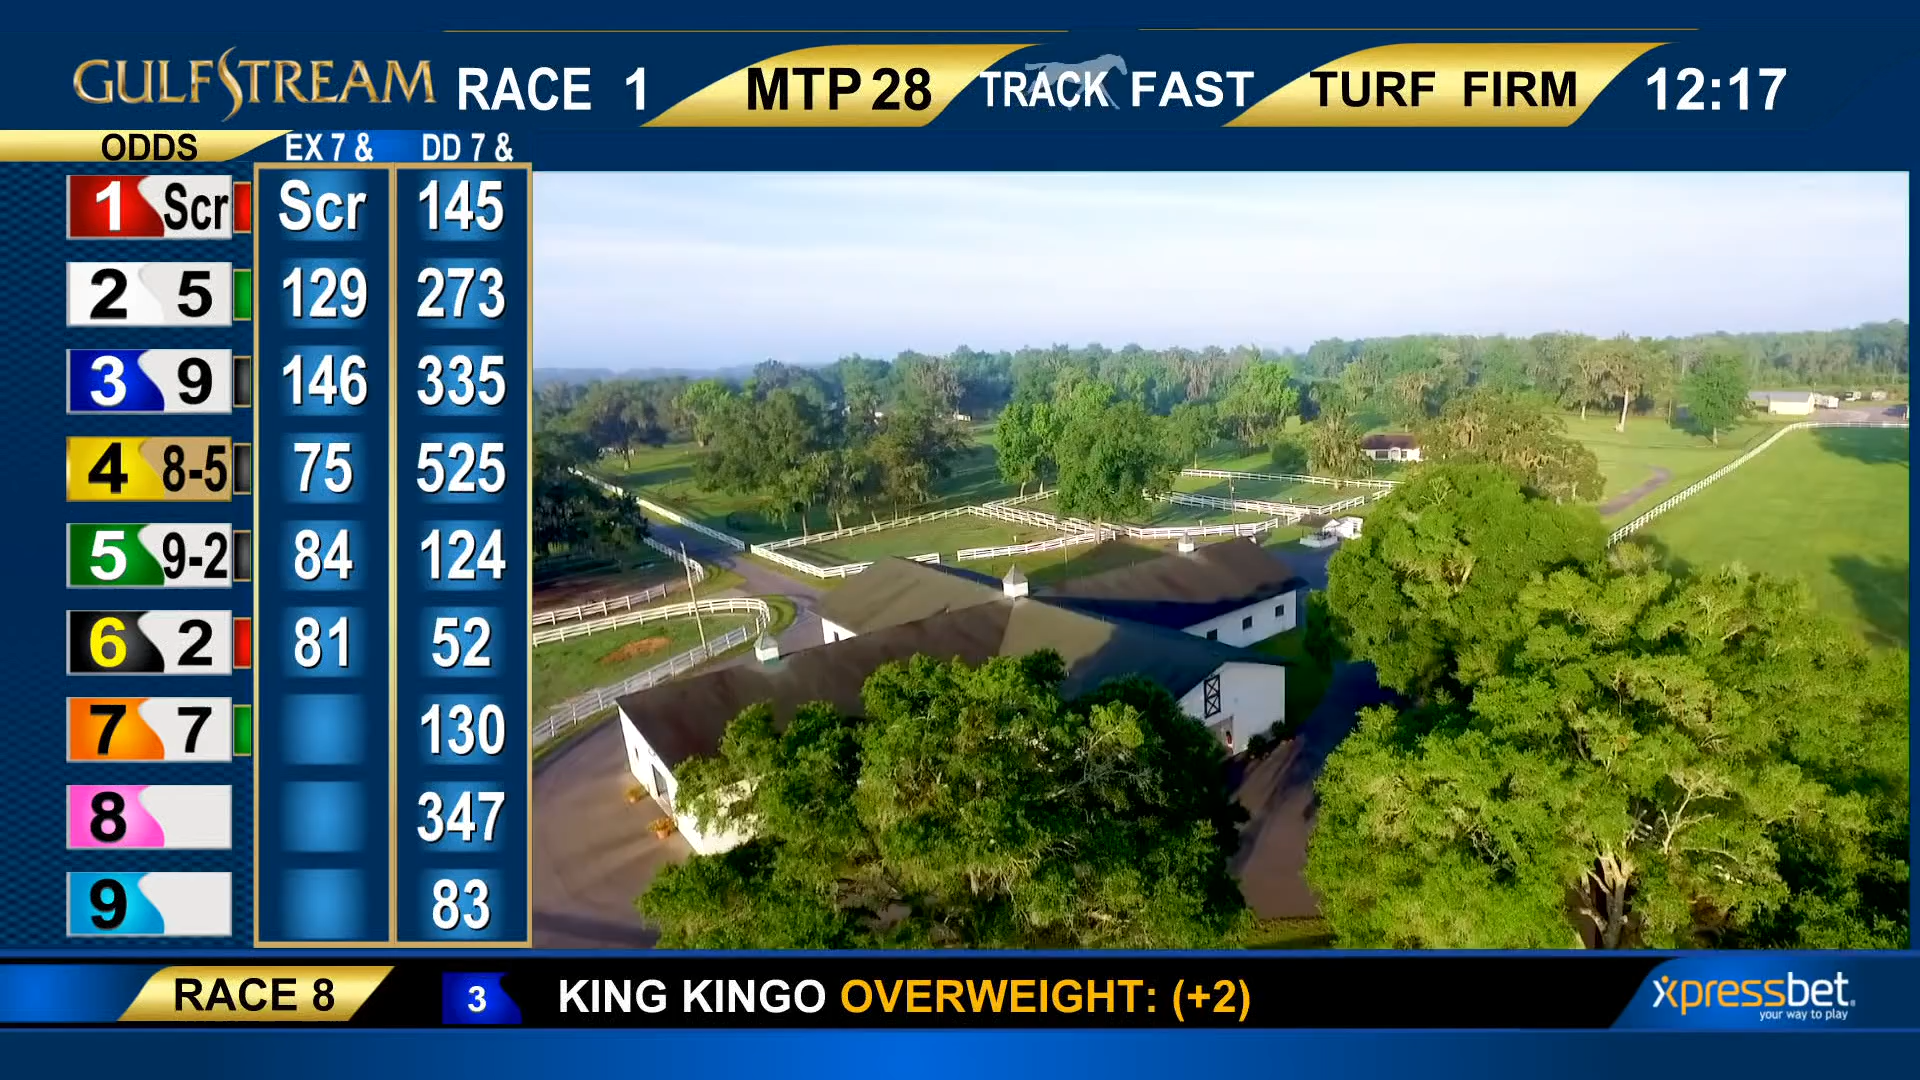 GULFSTREAM RACE 1 MTP 28 TRACK FAST TURF FIRM 12:17
ODDS EX 7 & DD 7 &
1 Scr Scr 145
2 5 129 273
3 9 146 335
4 8-5 75 525
5 9-2 84 124
6 2 81 52
7 7 130
8 347
9 83
RACE 8 3 KING KINGO OVERWEIGHT: (+2) xpressbet.
your way to play